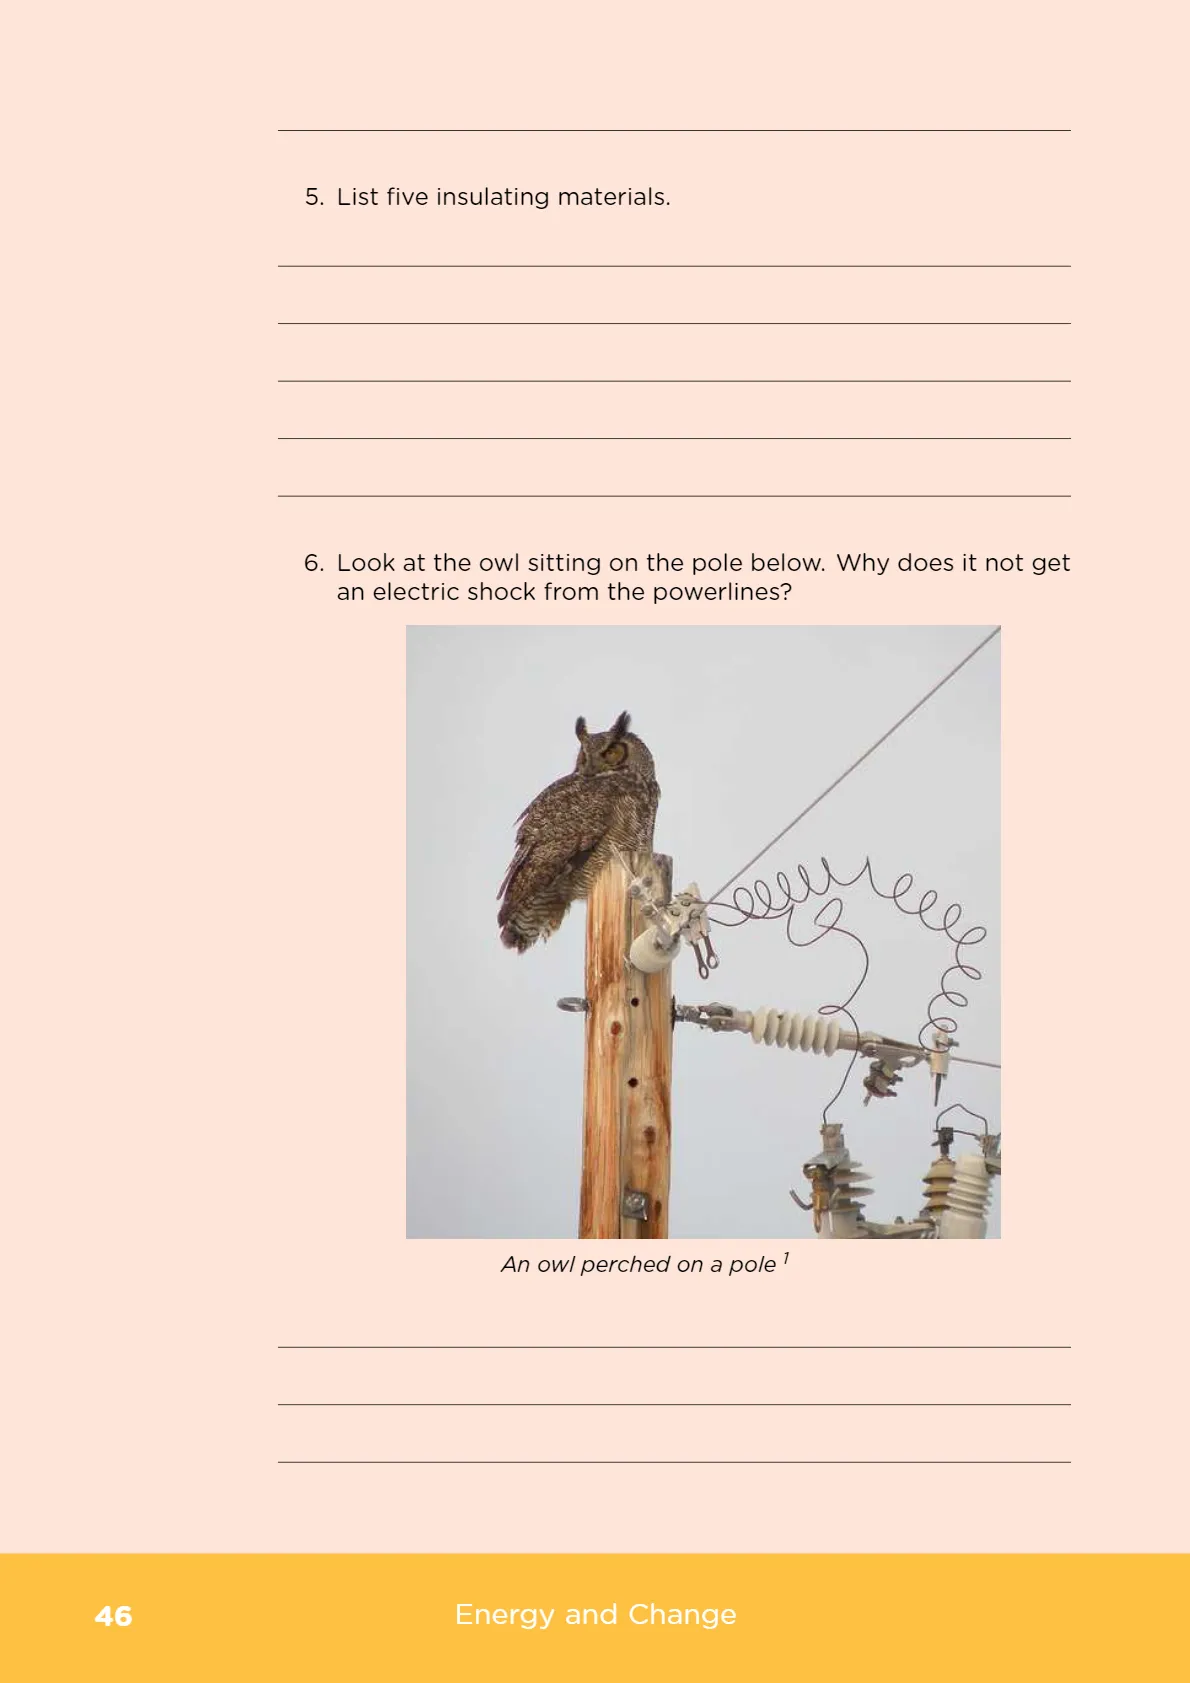 5. List five insulating materials.
6. Look at the owl sitting on the pole below. Why does it not get
an electric shock from the powerlines?
An owl perched on a pole 1
46
Energy and Change